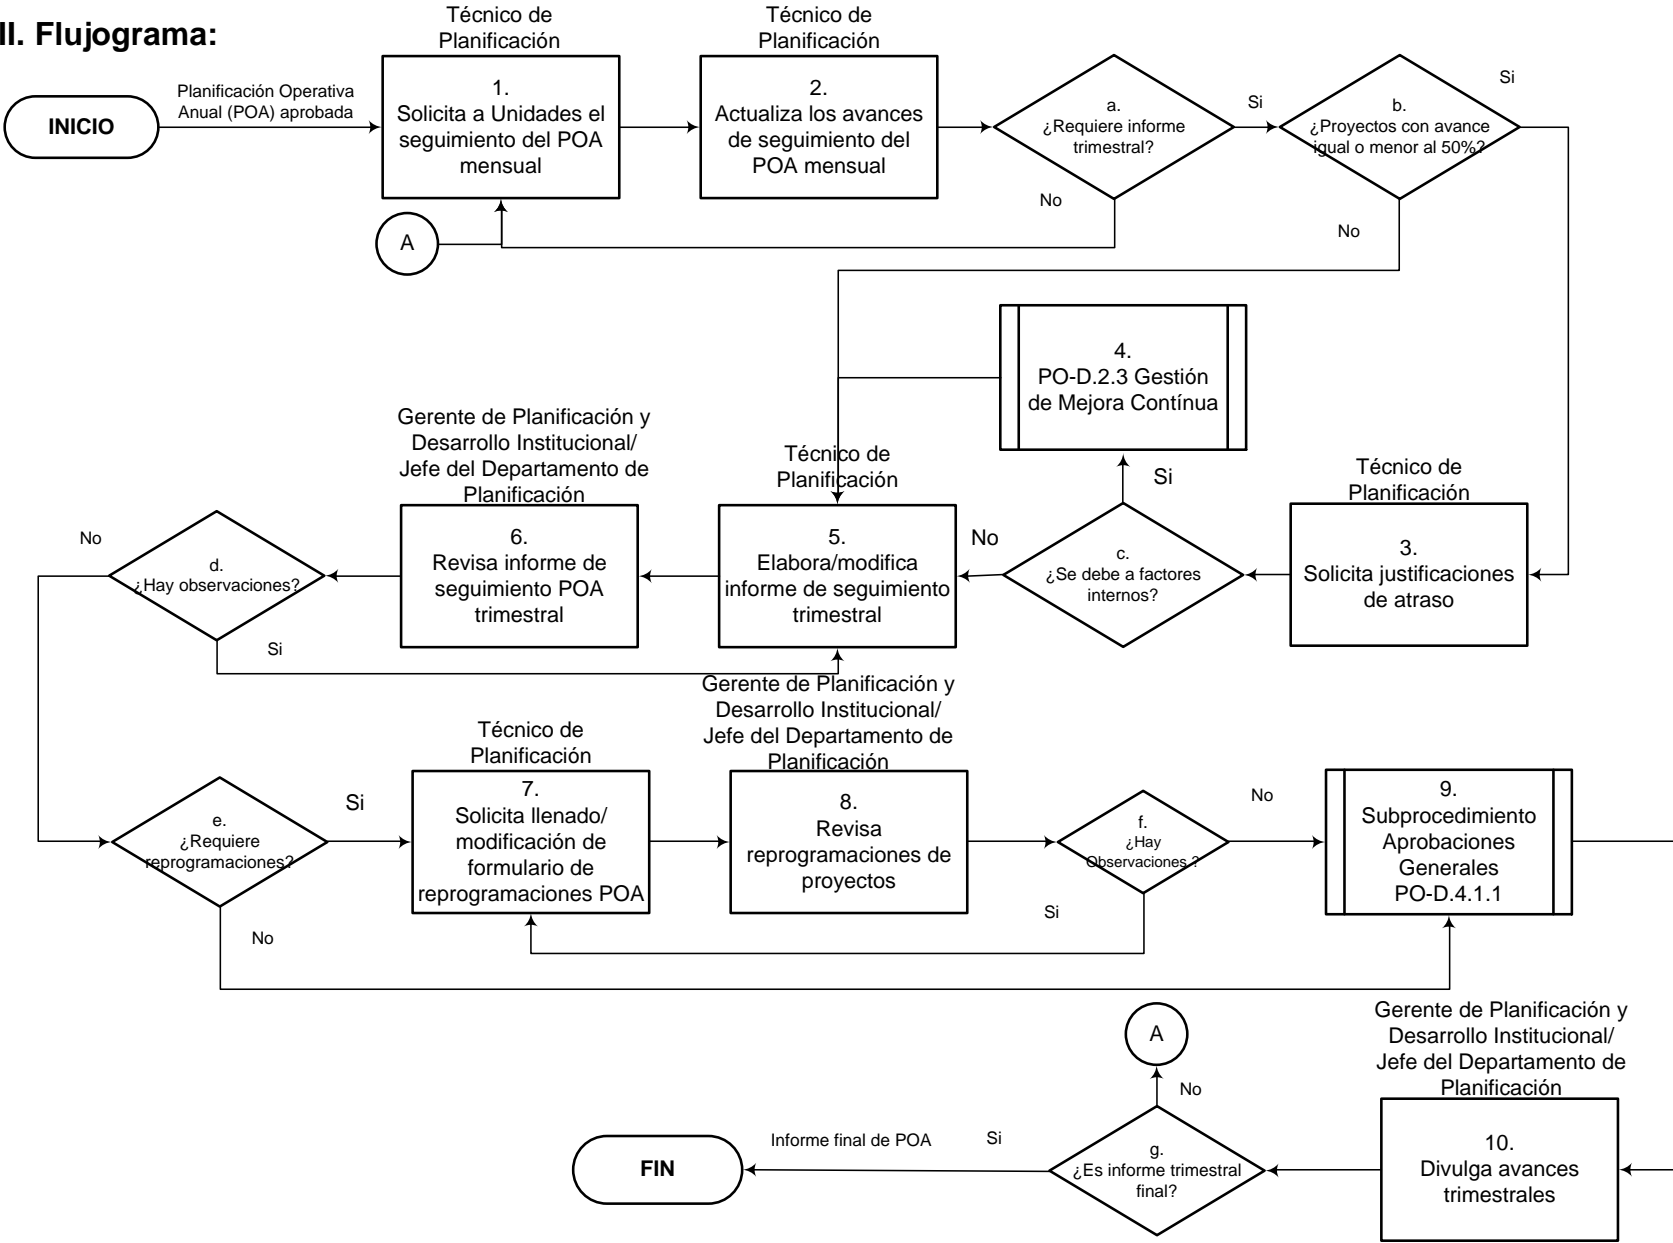 II. Flujograma:
Técnico de
Planificación
Técnico de
Planificación
INICIO
Planificación Operativa
Anual (POA) aprobada
1.
Solicita a Unidades el
seguimiento del POA
mensual
2.
Actualiza los avances
de seguimiento del
POA mensual
a.
¿Requiere informe
trimestral?
Si
No
b.
¿Proyectos con avance
igual o menor al 50%?
Si
No
A
4.
PO-D.2.3 Gestión
de Mejora Contínua
Si
Técnico de
Planificación
3.
Solicita justificaciones
de atraso
c.
¿Se debe a factores
internos?
No
Técnico de
Planificación
5.
Elabora/modifica
informe de seguimiento
trimestral
Gerente de Planificación y
Desarrollo Institucional/
Jefe del Departamento de
Planificación
6.
Revisa informe de
seguimiento POA
trimestral
d.
¿Hay observaciones?
No
Si
e.
¿Requiere
reprogramaciones?
Si
No
Técnico de
Planificación
7.
Solicita llenado/
modificación de
formulario de
reprogramaciones POA
Gerente de Planificación y
Desarrollo Institucional/
Jefe del Departamento de
Planificación
8.
Revisa
reprogramaciones de
proyectos
f.
¿Hay
Observaciones ?
No
Si
9.
Subprocedimiento
Aprobaciones
Generales
PO-D.4.1.1
Gerente de Planificación y
Desarrollo Institucional/
Jefe del Departamento de
Planificación
10.
Divulga avances
trimestrales
g.
¿Es informe trimestral
final?
No
A
Si
Informe final de POA
FIN